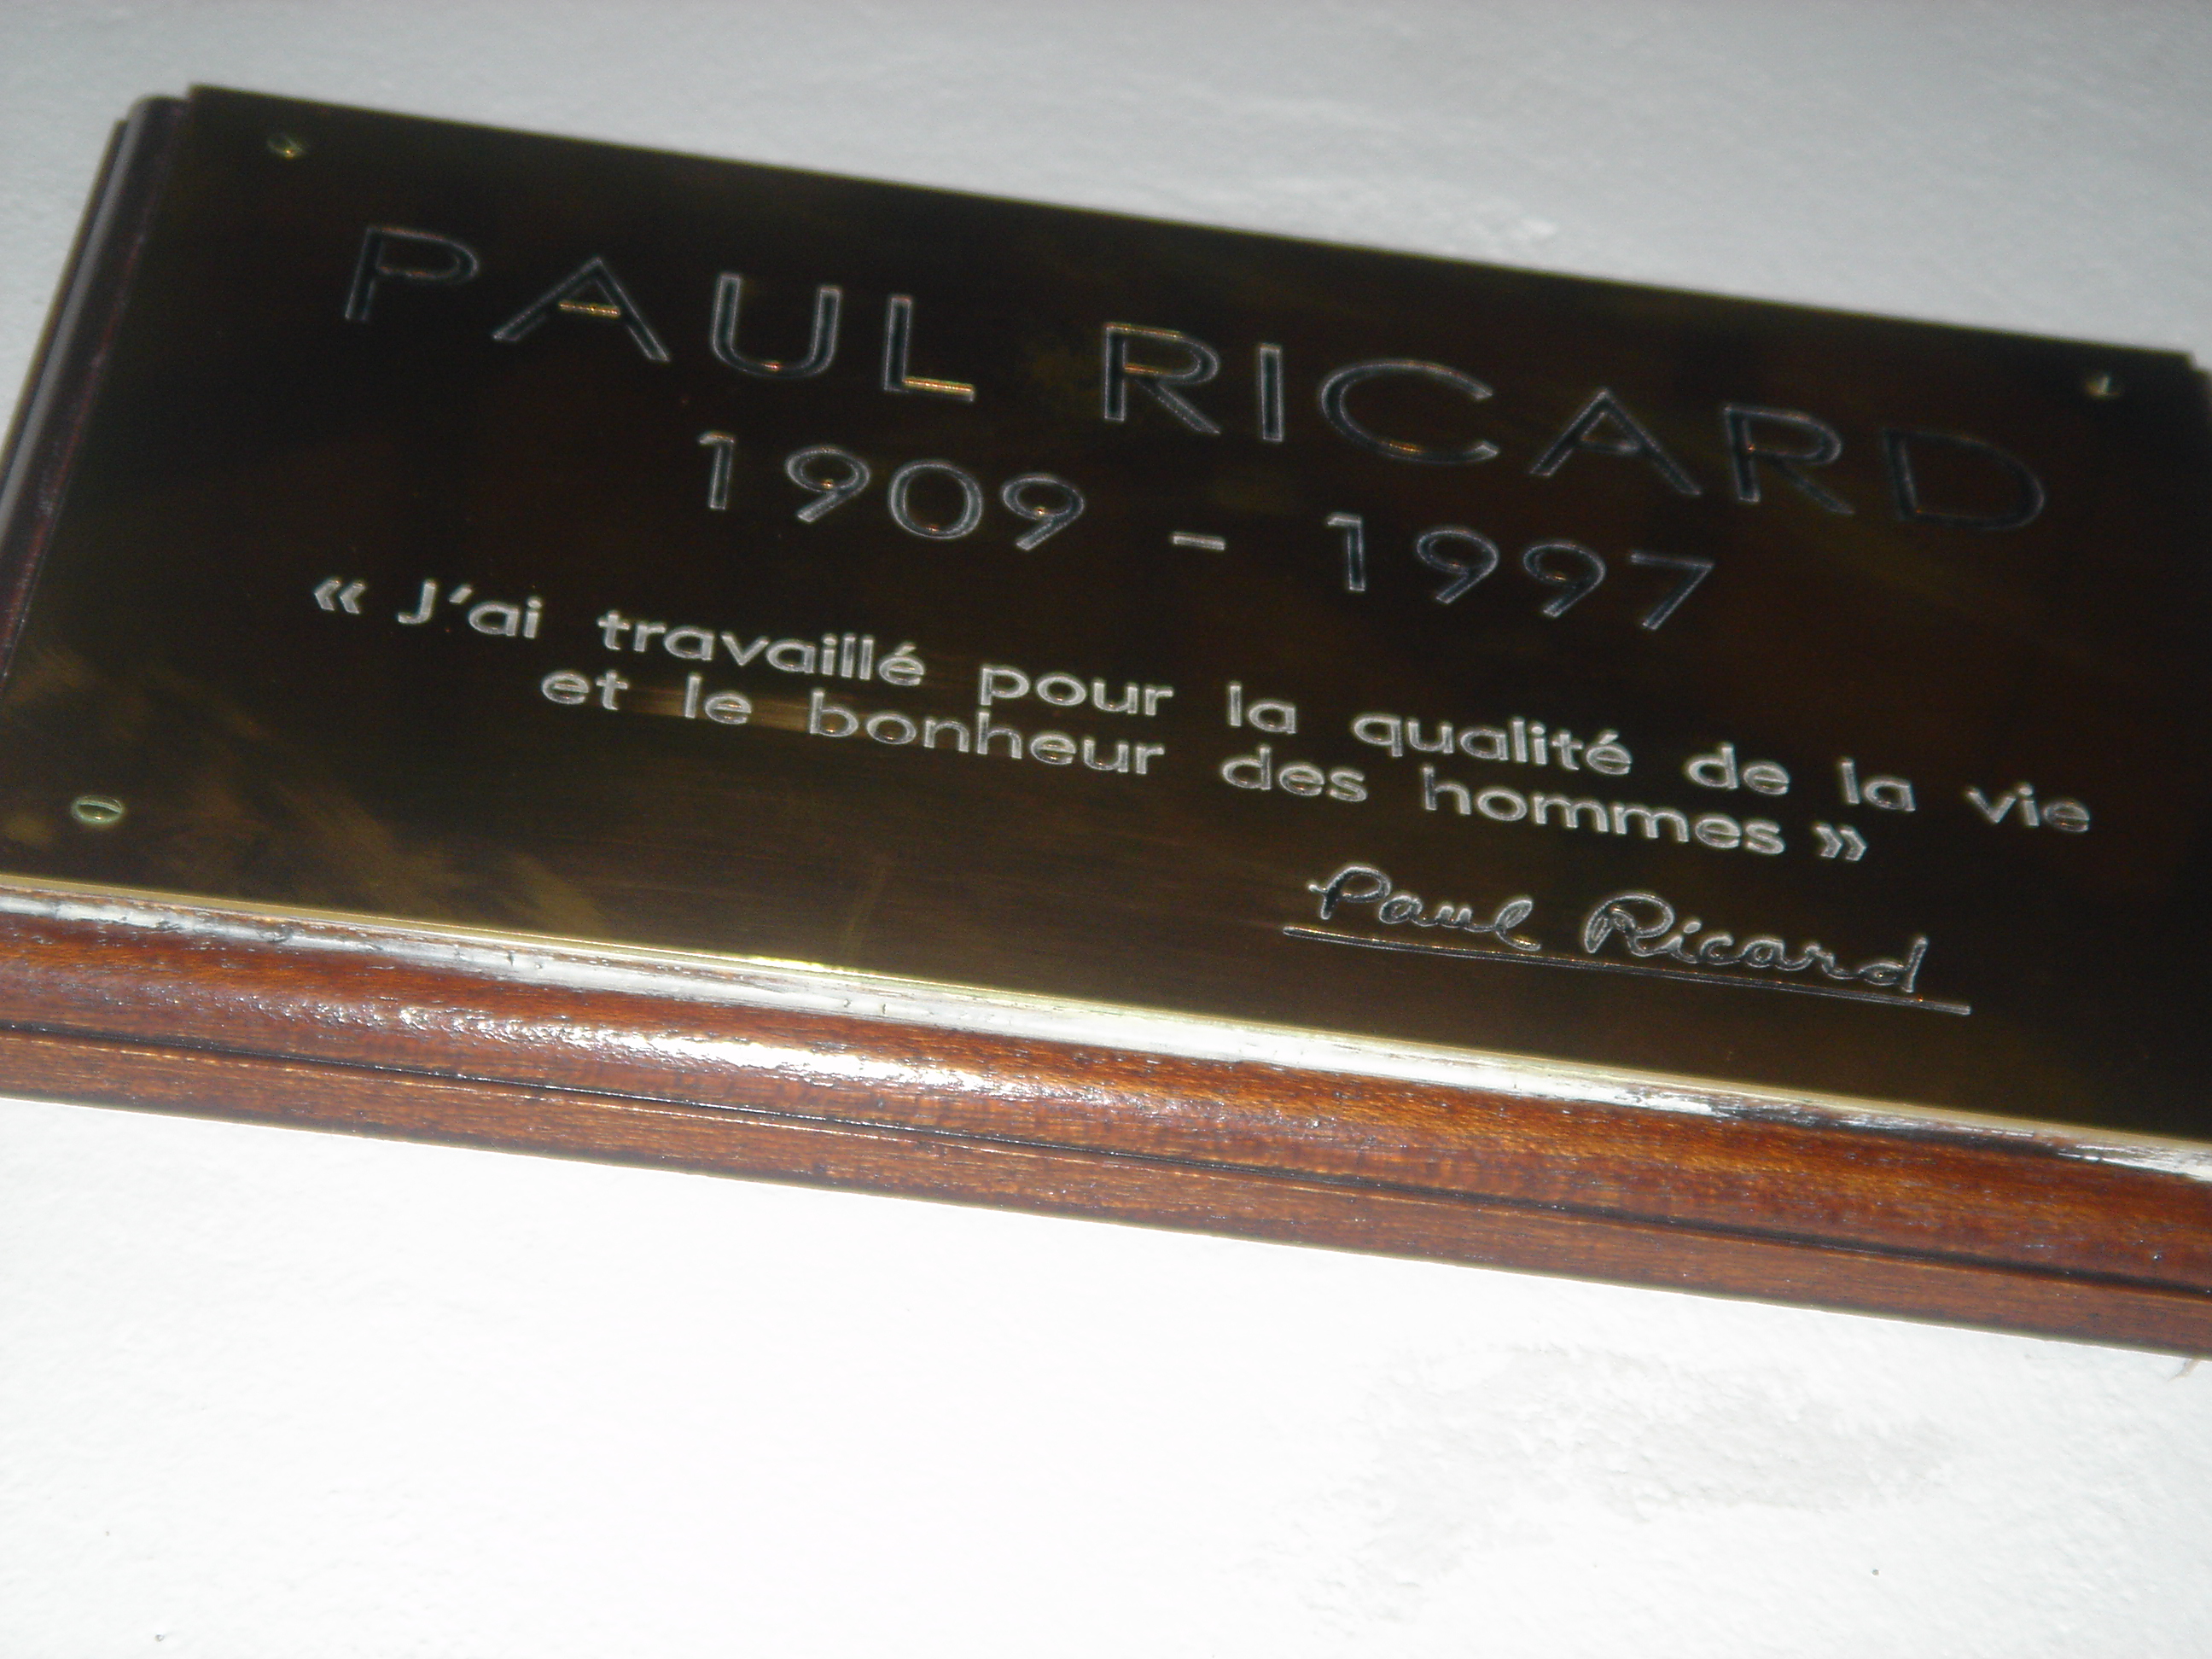 PAUL RICARD
1909 - 1997
« J'ai travaillé pour la qualité de la vie
et le bonheur des hommes »
Paul Ricard